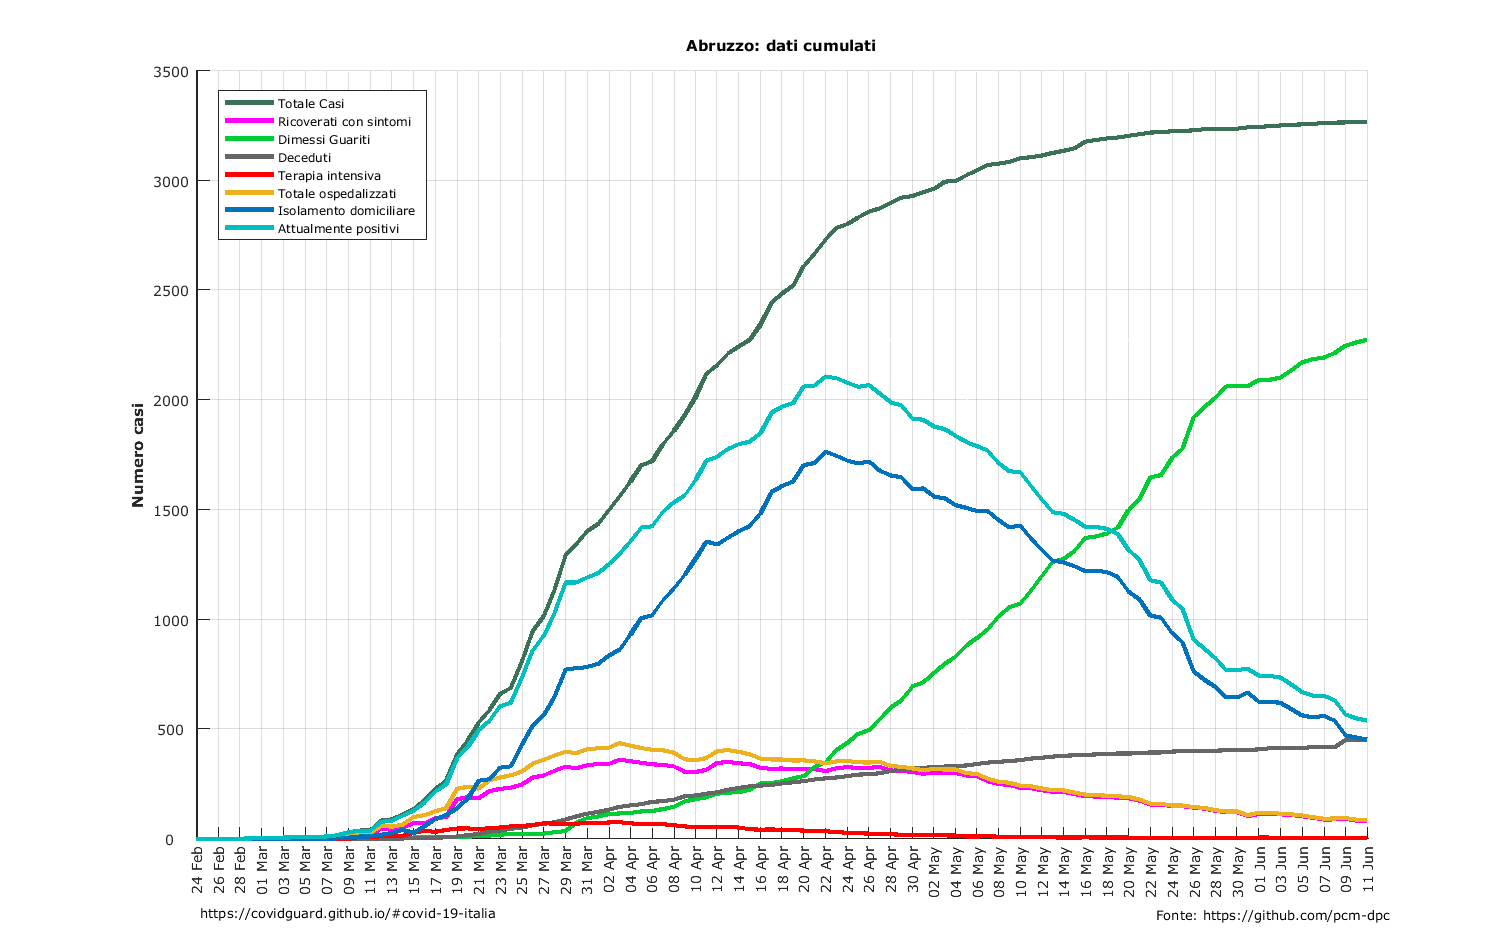 Abruzzo: dati cumulati
3500
3000
2500
2000
1500
1000
500
0
Numero casi
Totale Casi
Ricoverati con sintomi
Dimessi Guariti
Deceduti
Terapia intensiva
Totale ospedalizzati
Isolamento domiciliare
Attualmente positivi
24 Feb
26 Feb
28 Feb
01 Mar
03 Mar
05 Mar
07 Mar
09 Mar
11 Mar
13 Mar
15 Mar
17 Mar
19 Mar
21 Mar
23 Mar
25 Mar
27 Mar
29 Mar
31 Mar
02 Apr
04 Apr
06 Apr
08 Apr
10 Apr
12 Apr
14 Apr
16 Apr
18 Apr
20 Apr
22 Apr
24 Apr
26 Apr
28 Apr
30 Apr
02 May
04 May
06 May
08 May
10 May
12 May
14 May
16 May
18 May
20 May
22 May
24 May
26 May
28 May
30 May
01 Jun
03 Jun
05 Jun
07 Jun
09 Jun
11 Jun
https://covidguard.github.io/#covid-19-italia
Fonte: https://github.com/pcm-dpc